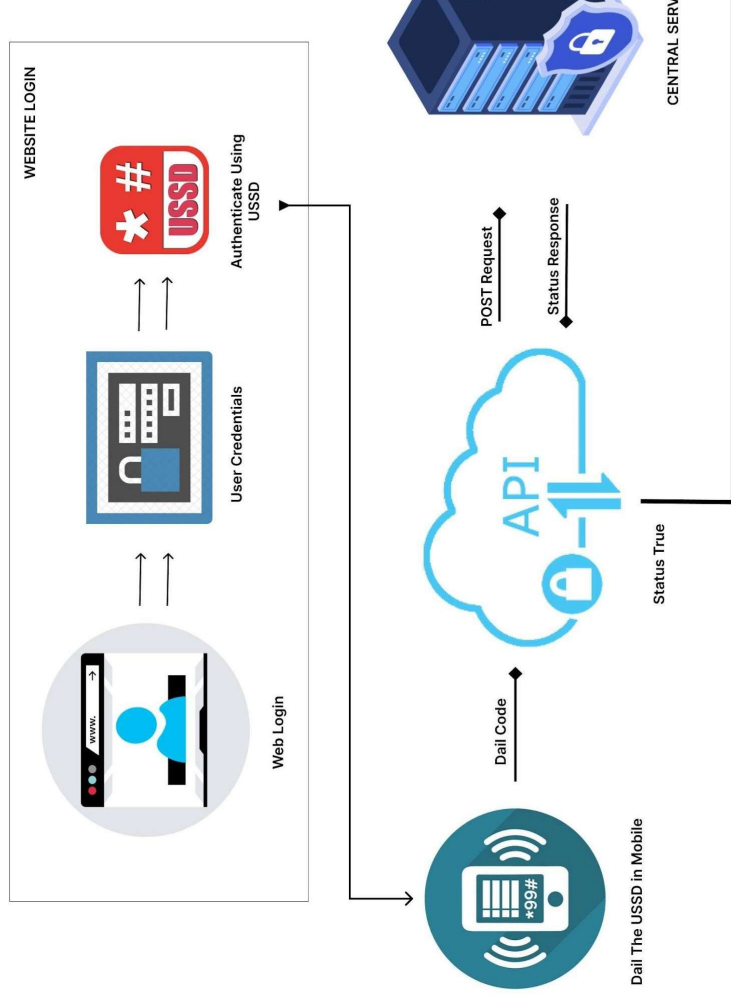 WEBSITE LOGIN
www.
Web Login
User Credentials
*#
USSD
Authenticate Using
USSD
*99#
Dail The USSD in Mobile
Dail Code
API
Status True
POST Request
Status Response
CENTRAL SERV